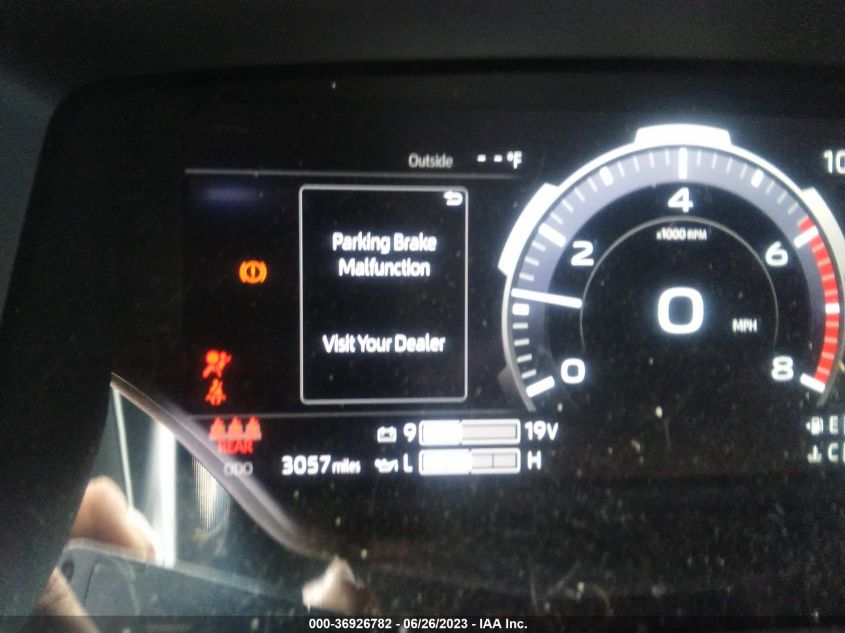 Outside -- °F
10
Parking Brake
Malfunction
Visit Your Dealer
0
2
4
6
8
x1000 RPM
0 MPH
REAR
ODO 3057 miles
9 19V
L H
E
C
000-36926782 - 06/26/2023 - IAA Inc.